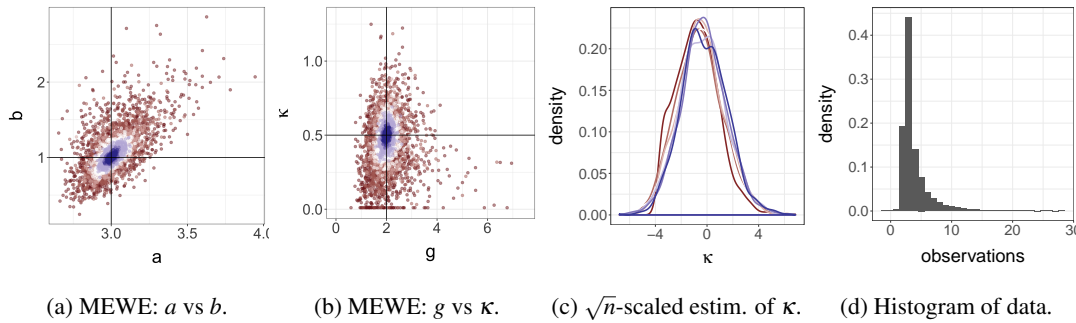 b
2
1
3.0
3.5
4.0
a
κ
1.0
0.5
0.0
0
2
4
6
g
density
0.20
0.15
0.10
0.05
0.00
−4
0
4
κ
density
0.4
0.3
0.2
0.1
0.0
0
10
20
30
observations
(a) MEWE: a vs b.
(b) MEWE: g vs κ.
(c) √n-scaled estim. of κ.
(d) Histogram of data.